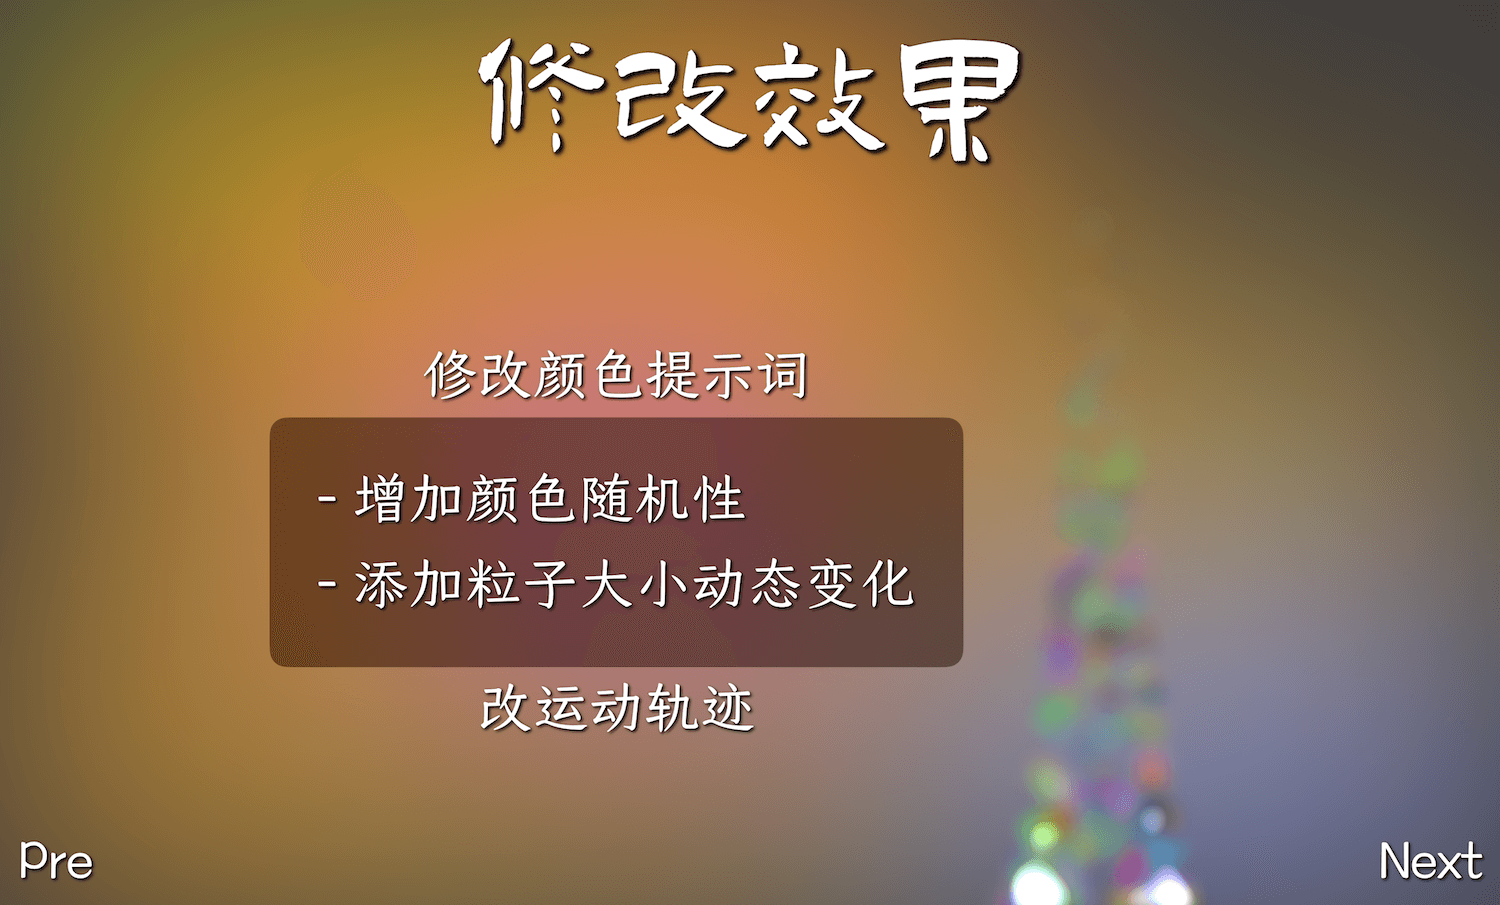 修改效果
修改颜色提示词
- 增加颜色随机性
- 添加粒子大小动态变化
改运动轨迹
Pre
Next